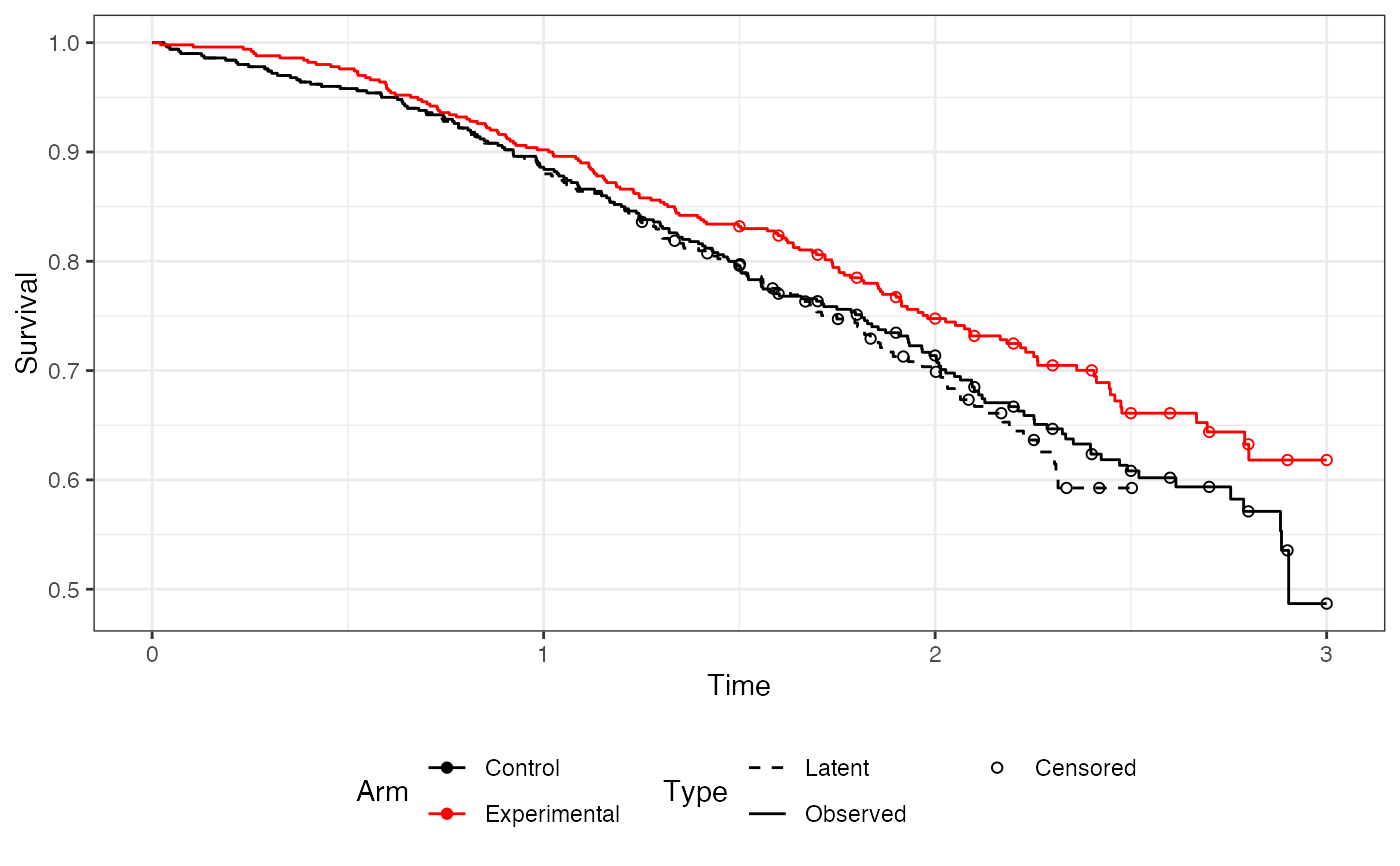 1.0
0.9
0.8
0.7
0.6
0.5
Survival
0 1 2 3
Time
Arm
Control
Experimental
Type
Latent
Observed
Censored